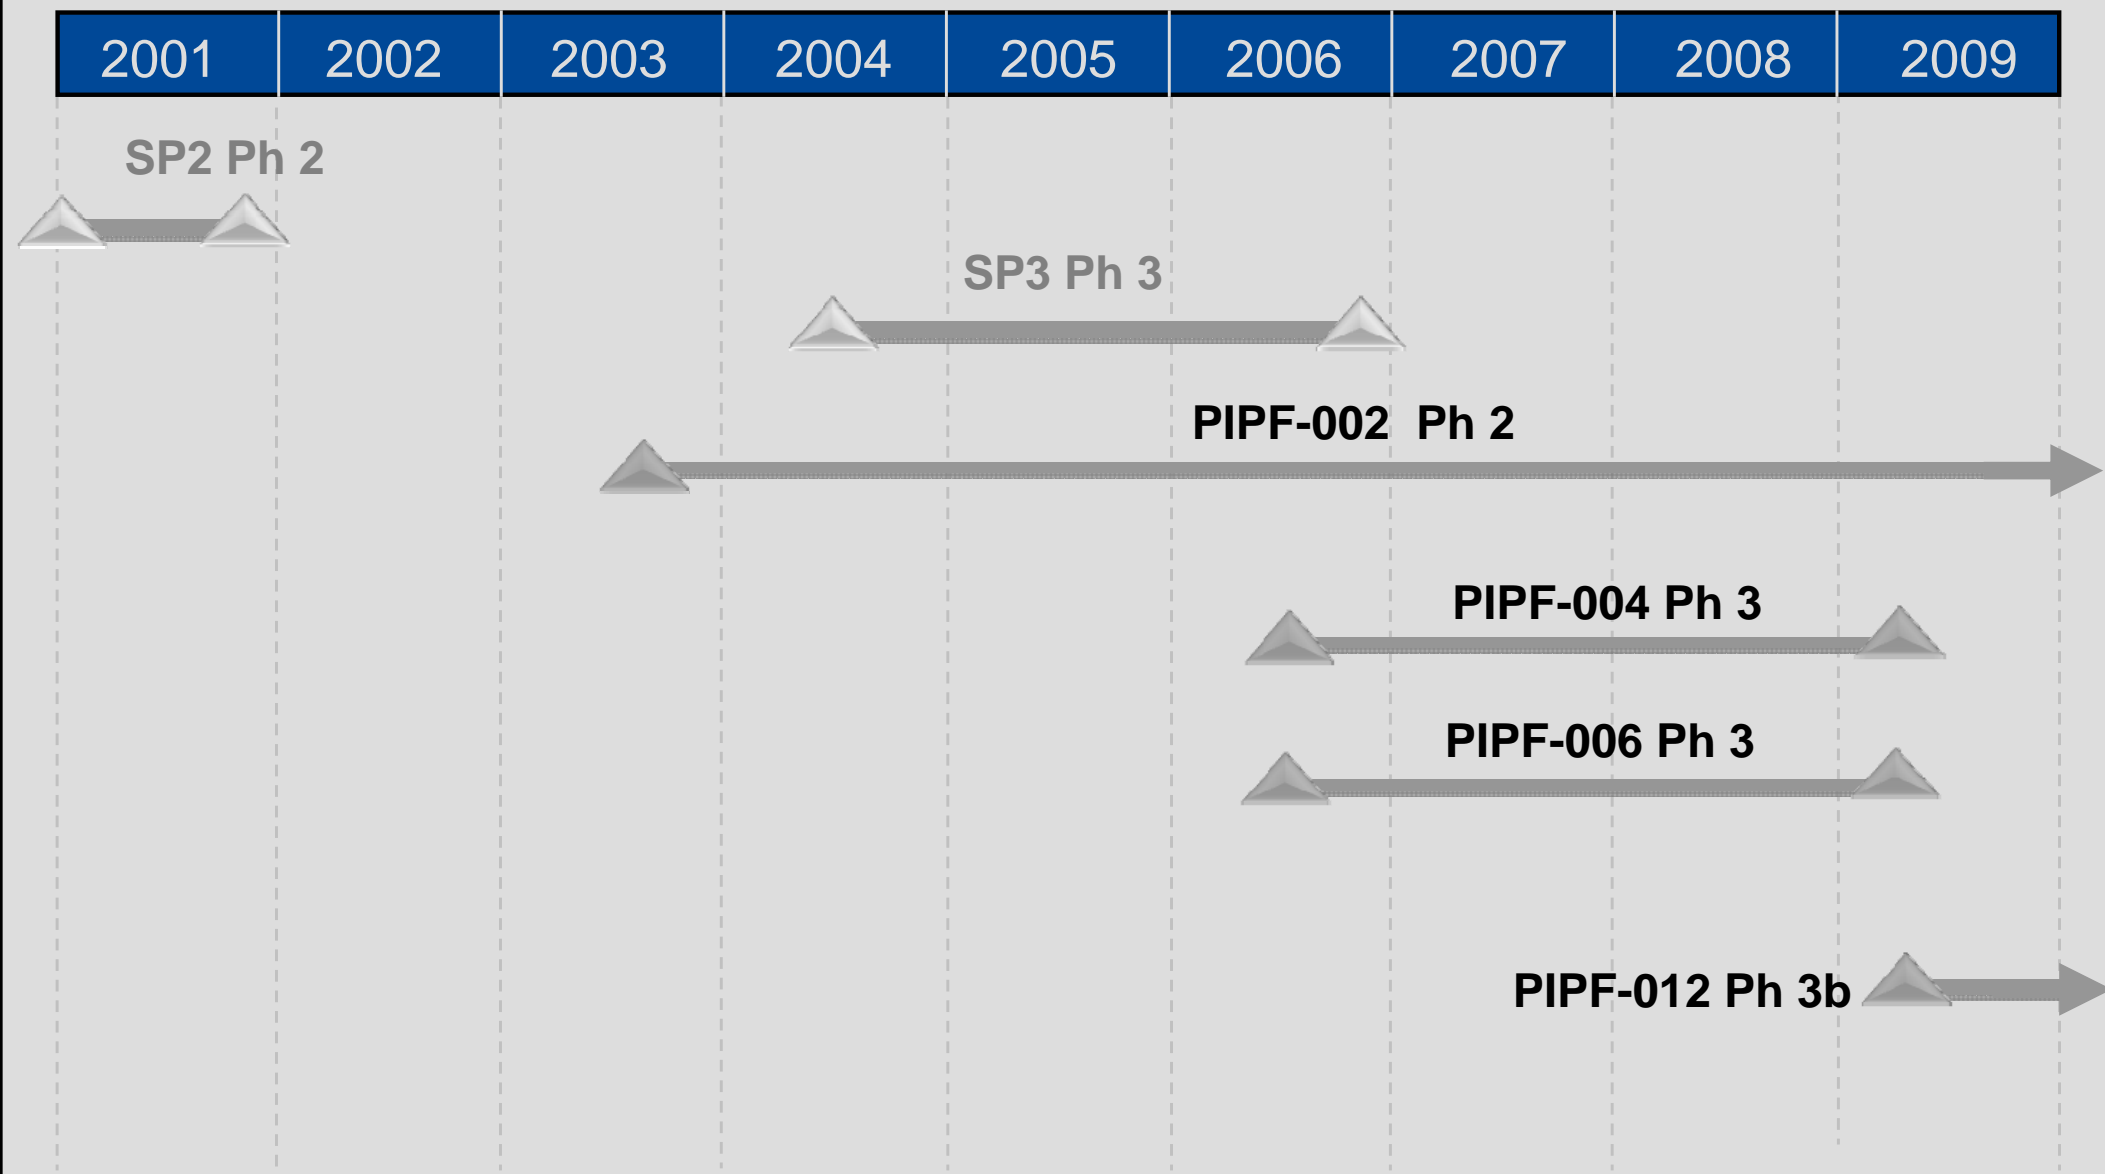 2001 2002 2003 2004 2005 2006 2007 2008 2009
SP2 Ph 2
SP3 Ph 3
PIPF-002 Ph 2
PIPF-004 Ph 3
PIPF-006 Ph 3
PIPF-012 Ph 3b